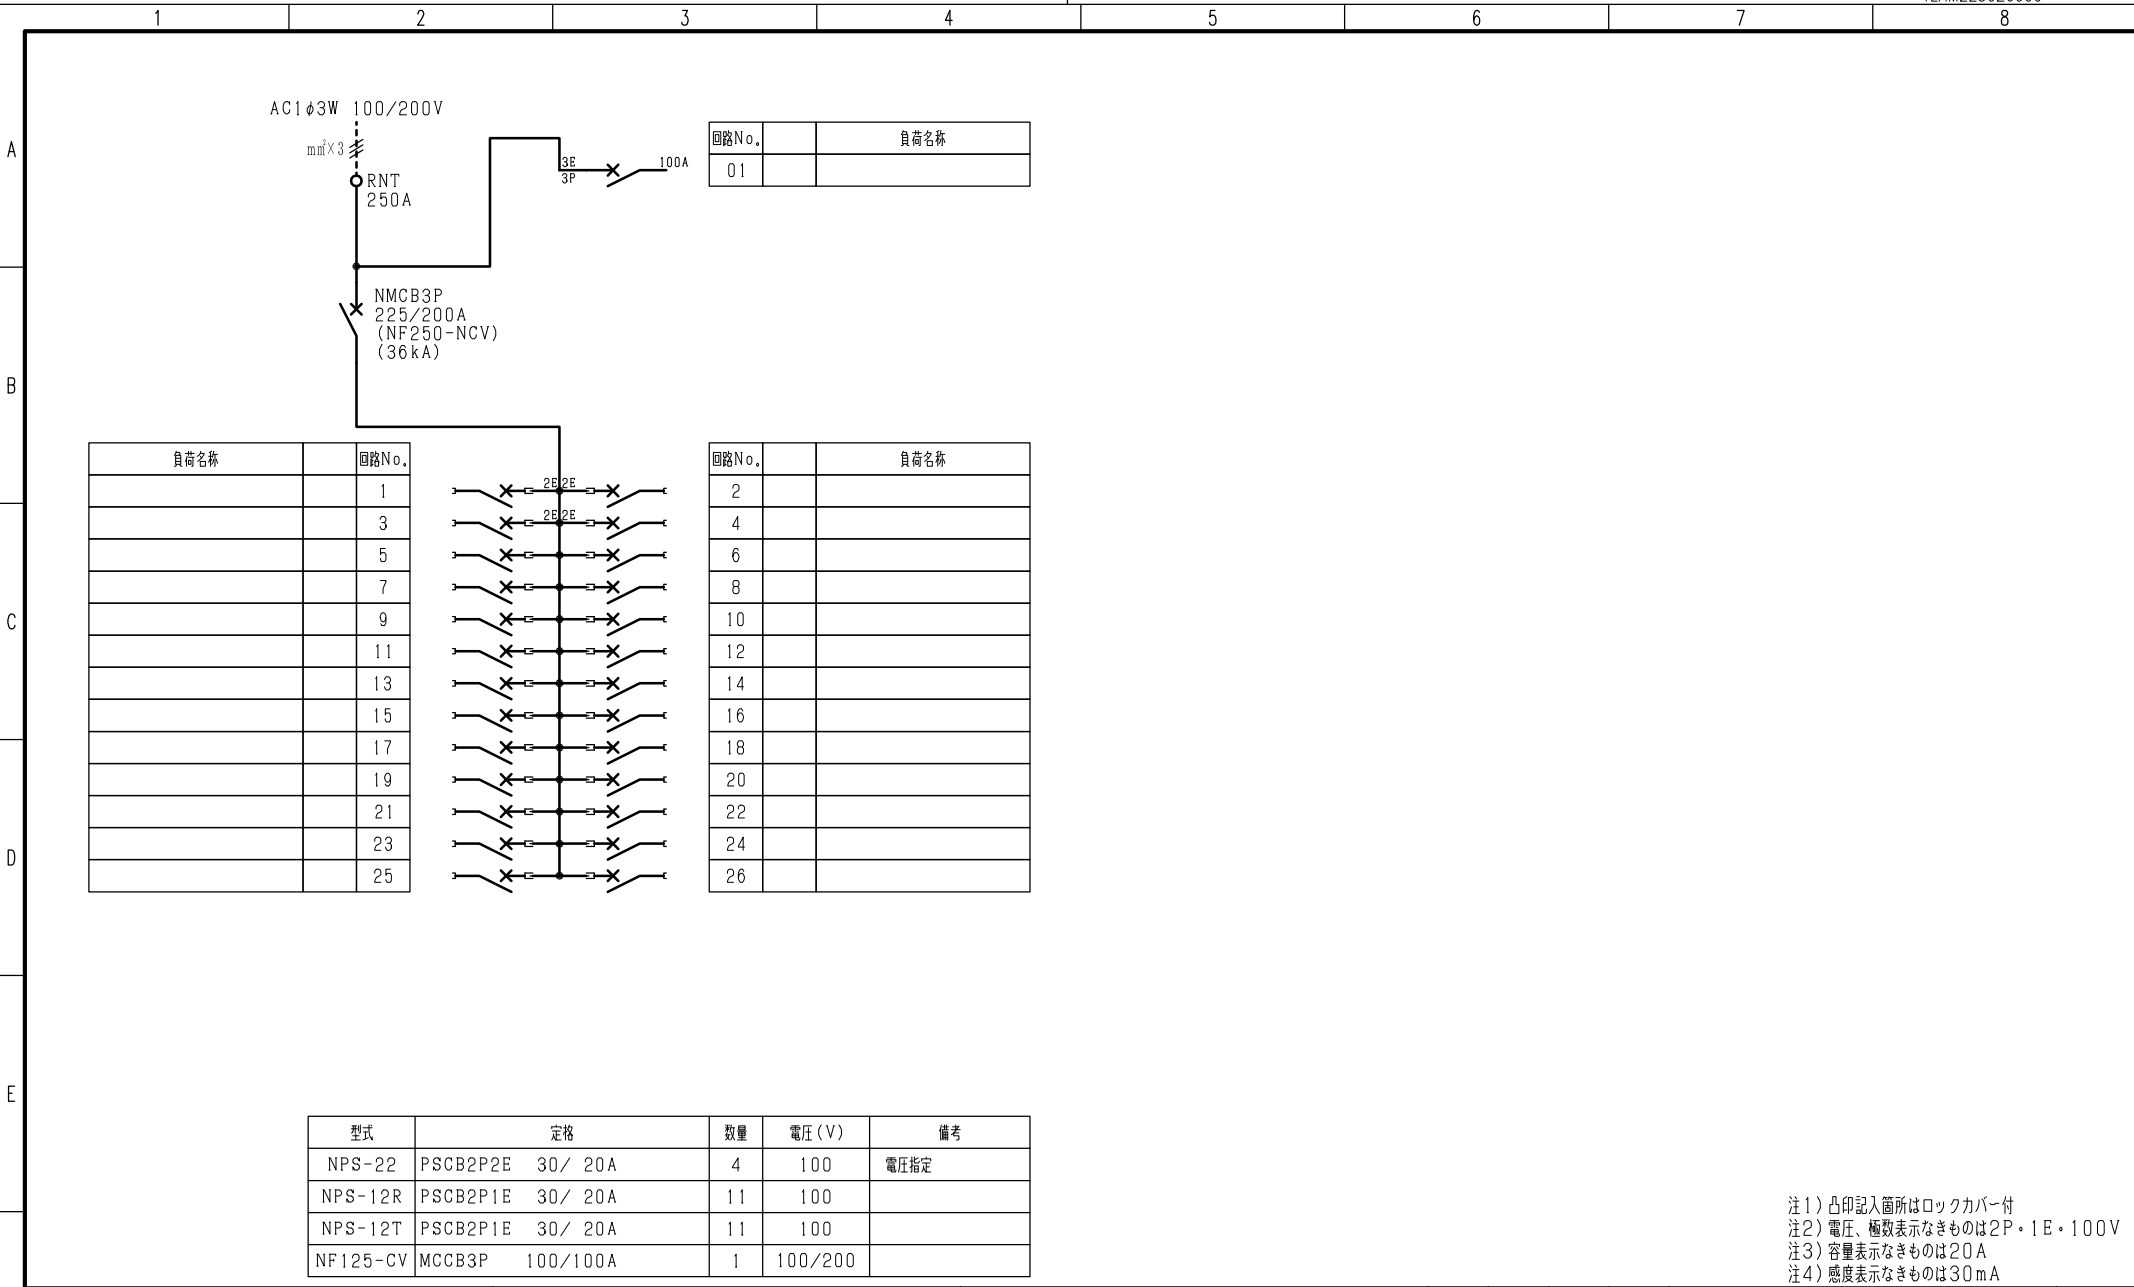 1 2 3 4 5 6 7 8
A
B
C
D
E
AC1φ3W 100/200V
mm²×3
RNT
250A
3E
3P
100A
回路No. 負荷名称
01
NMCB3P
225/200A
(NF250-NCV)
(36kA)
負荷名称 回路No.
1
3
5
7
9
11
13
15
17
19
21
23
25
2E 2E
2E 2E
回路No. 負荷名称
2
4
6
8
10
12
14
16
18
20
22
24
26
型式 定格 数量 電圧(V) 備考
NPS-22 PSCB2P2E 30/ 20A 4 100 電圧指定
NPS-12R PSCB2P1E 30/ 20A 11 100
NPS-12T PSCB2P1E 30/ 20A 11 100
NF125-CV MCCB3P 100/100A 1 100/200
注1)凸印記入箇所はロックカバー付
注2)電圧、極数表示なきものは2P・1E・100V
注3)容量表示なきものは20A
注4)感度表示なきものは30mA